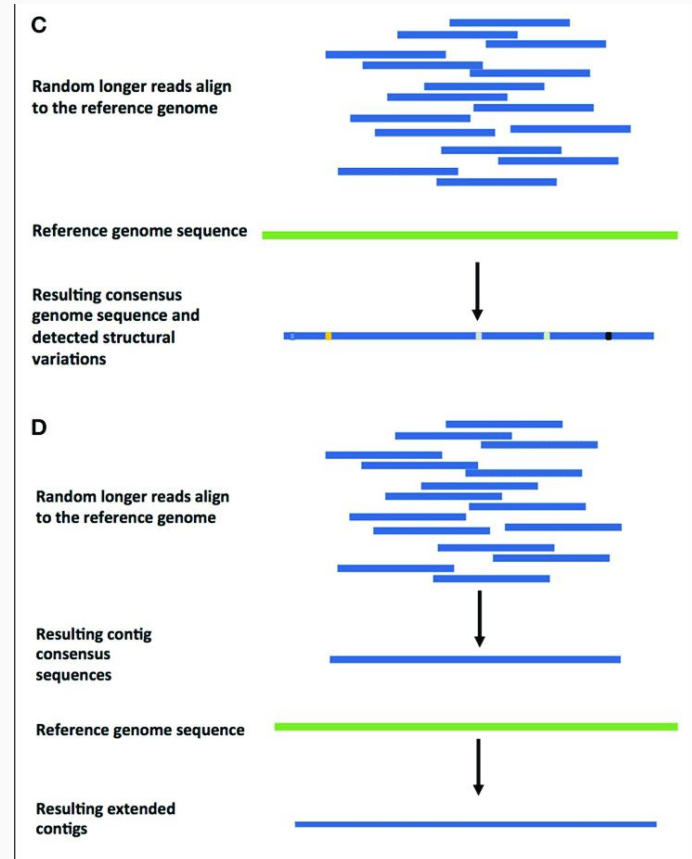 C
Random longer reads align
to the reference genome
Reference genome sequence
Resulting consensus
genome sequence and
detected structural
variations
D
Random longer reads align
to the reference genome
Resulting contig
consensus
sequences
Reference genome sequence
Resulting extended
contigs